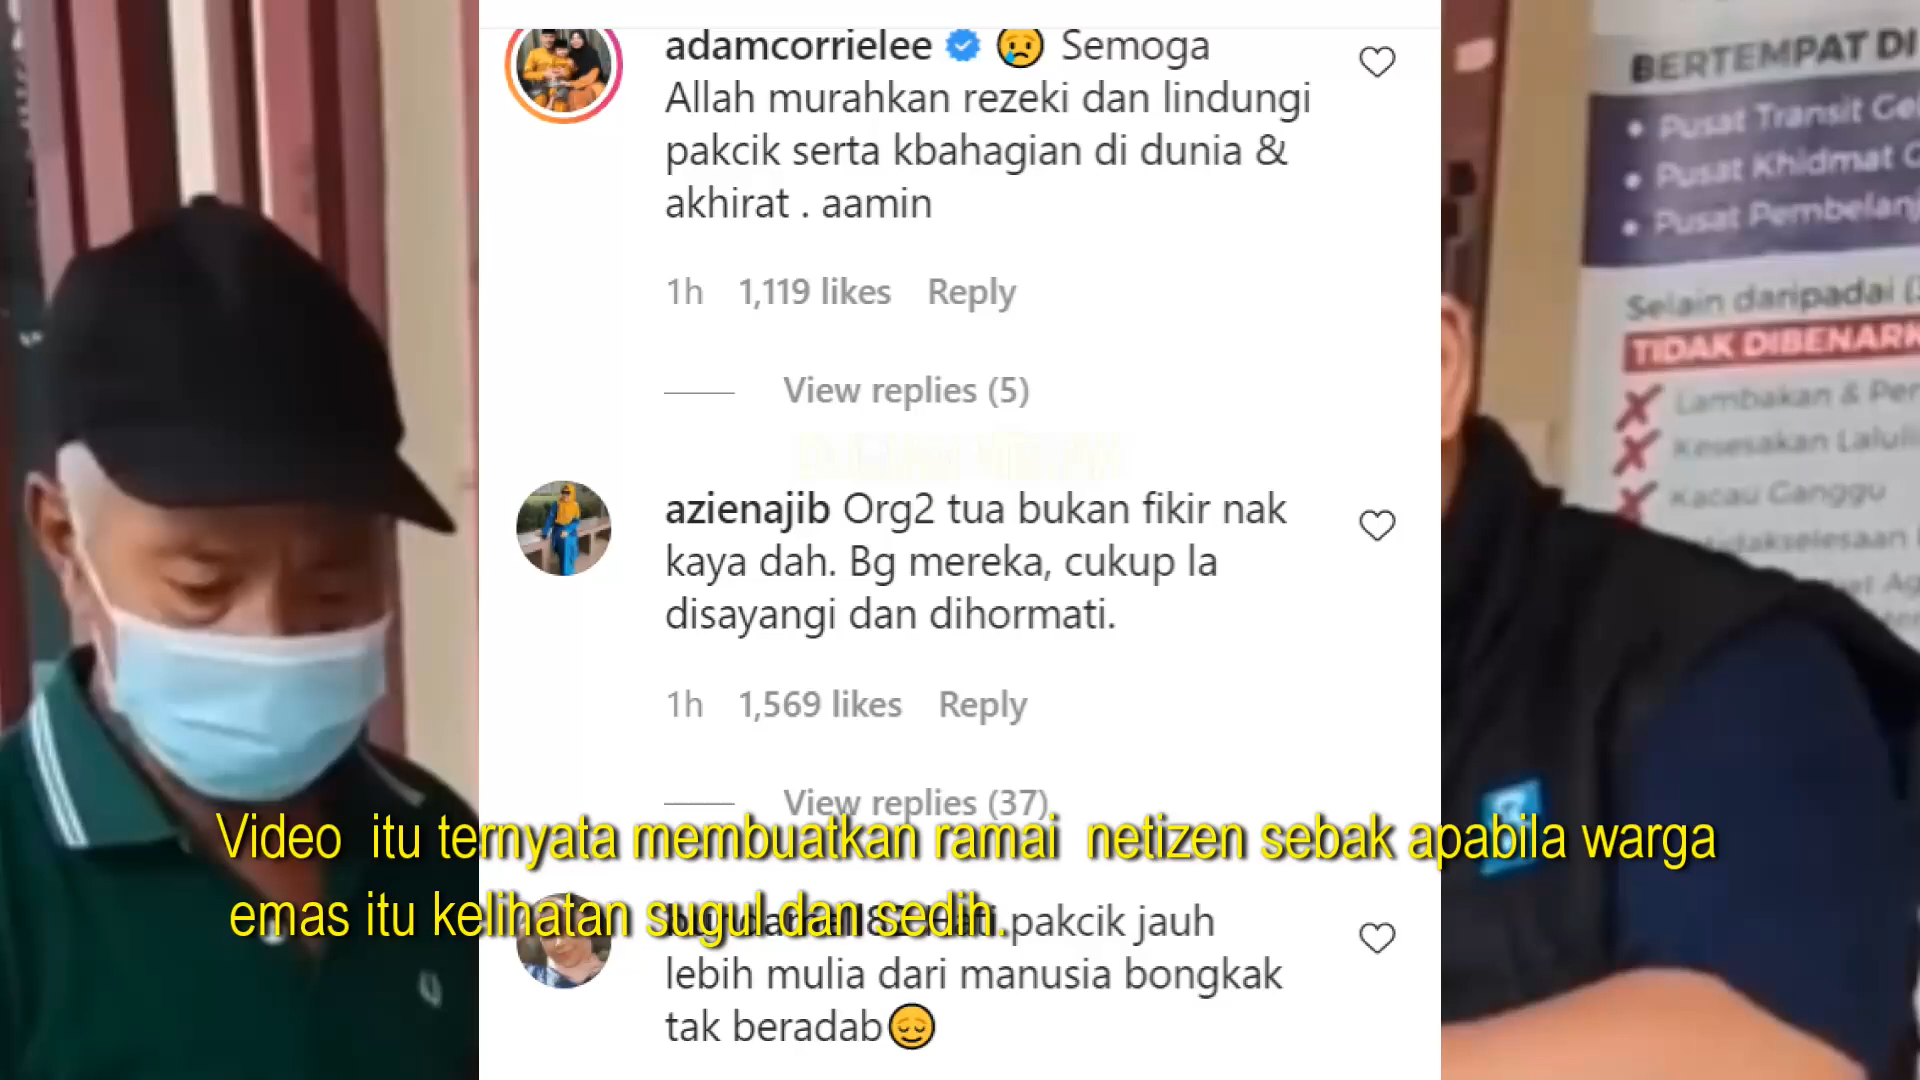 adamcorrielee 😢 Semoga
Allah murahkan rezeki dan lindungi
pakcik serta kbahagian di dunia &
akhirat . aamin
1h 1,119 likes Reply
View replies (5)
azienajib Org2 tua bukan fikir nak
kaya dah. Bg mereka, cukup la
disayangi dan dihormati.
1h 1,569 likes Reply
View replies (37)
Video itu ternyata membuatkan ramai netizen sebak apabila warga
emas itu kelihatan sugul dan sedih.
Hati pakcik jauh
lebih mulia dari manusia bongkak
tak beradab😔
BERTEMPAT DI
• Pusat Transit
• Pusat Khidmat
• Pusat
Selain daripadai
TIDAK
Lambakan &
Kesesakan
Kacau Ganggu